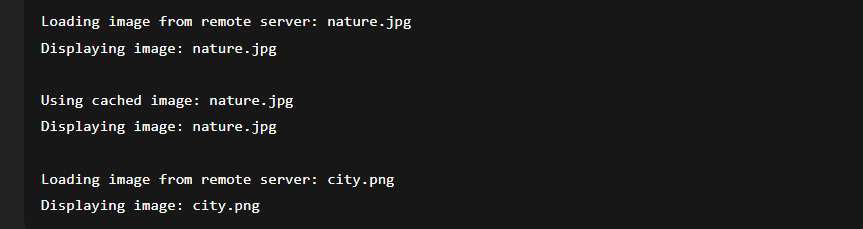 Loading image from remote server: nature.jpg
Displaying image: nature.jpg
Using cached image: nature.jpg
Displaying image: nature.jpg
Loading image from remote server: city.png
Displaying image: city.png